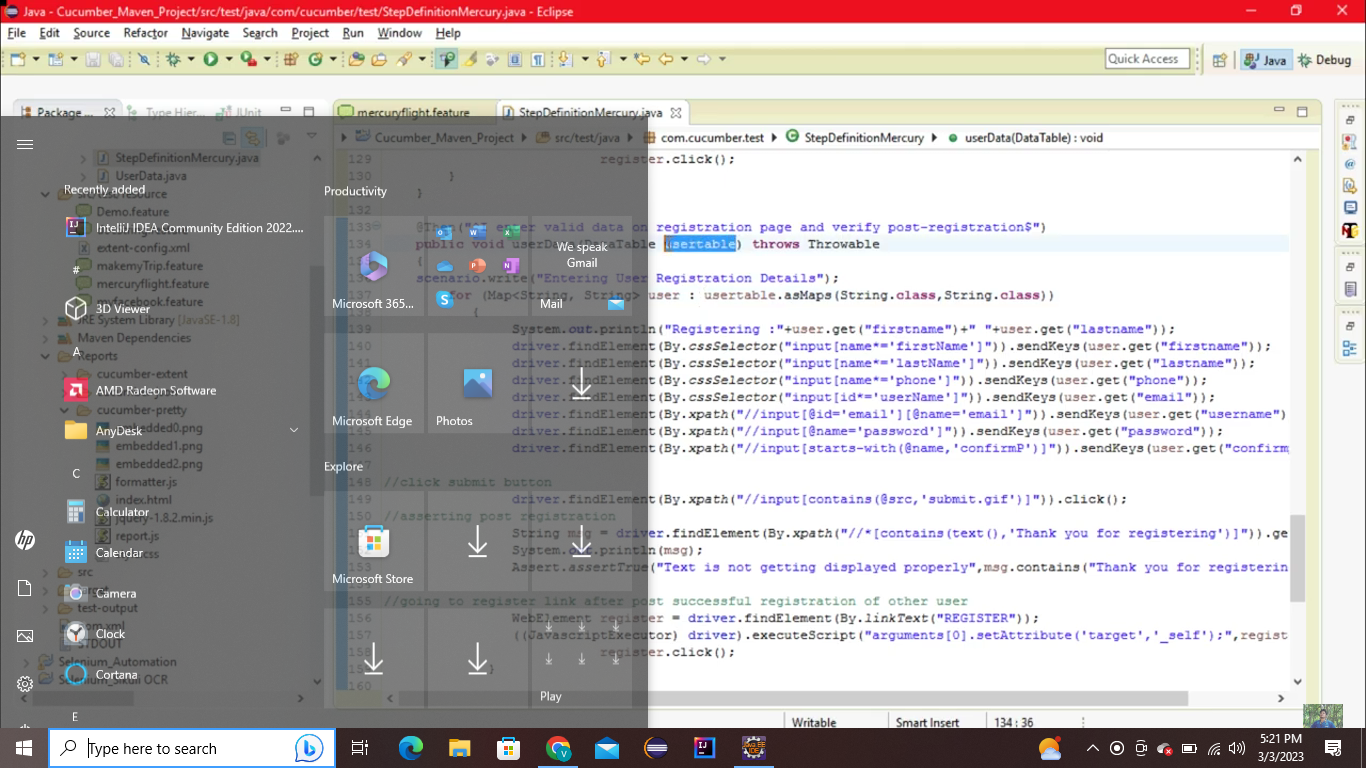 Java - Cucumber_Maven_Project/src/test/java/com/cucumber/test/StepDefinitionMercury.java - Eclipse
File Edit Source Refactor Navigate Search Project Run Window Help
Quick Access Java Debug
Package ... Type Hier... JUnit
mercuryflight.feature StepDefinitionMercury.java
Cucumber_Maven_Project src/test/java com.cucumber.test StepDefinitionMercury userData(DataTable) : void
StepDefinitionMercury.java
UserData.java
src/test/resource
Demo.feature
extent-config.xml
makemyTrip.feature
mercuryflight.feature
myfacebook.feature
JRE System Library [JavaSE-1.8]
Maven Dependencies
Reports
cucumber-extent
cucumber-pretty
embedded0.png
embedded1.png
embedded2.png
formatter.js
index.html
jquery-1.8.2.min.js
report.js
src
test-output
STDOUT
Selenium_Automation
Selenium_Sikuli OCR
Recently added
IntelliJ IDEA Community Edition 2022....
#
3D Viewer
A
AMD Radeon Software
AnyDesk
C
Calculator
Calendar
Camera
Clock
Cortana
E
Productivity
Microsoft 365...
We speak
Gmail
Mail
Microsoft Edge
Photos
Explore
Microsoft Store
Play
129 register.click();
}
}
132
registration page and verify post-registration$")
134 public void userData(DataTable usertable) throws Throwable
{
scenario.write("Entering User Registration Details");
137 for (Map<String, String> user : usertable.asMaps(String.class,String.class))
{
139 System.out.println("Registering :"+user.get("firstname")+" "+user.get("lastname"));
140 driver.findElement(By.cssSelector("input[name*='firstName']")).sendKeys(user.get("firstname"));
141 driver.findElement(By.cssSelector("input[name*='lastName']")).sendKeys(user.get("lastname"));
driver.findElement(By.cssSelector("input[name*='phone']")).sendKeys(user.get("phone"));
driver.findElement(By.cssSelector("input[id*='userName']")).sendKeys(user.get("email"));
driver.findElement(By.xpath("//input[@id='email'][@name='email']")).sendKeys(user.get("username")
driver.findElement(By.xpath("//input[@name='password']")).sendKeys(user.get("password"));
146 driver.findElement(By.xpath("//input[starts-with(@name,'confirmP')]")).sendKeys(user.get("confirm
148 //click submit button
149 driver.findElement(By.xpath("//input[contains(@src,'submit.gif')]")).click();
150 //asserting post registration
String msg = driver.findElement(By.xpath("//*[contains(text(),'Thank you for registering')]")).ge
System.out.println(msg);
Assert.assertTrue("Text is not getting displayed properly",msg.contains("Thank you for registerin
155 //going to register link after post successful registration of other user
156 WebElement register = driver.findElement(By.linkText("REGISTER"));
157 ((JavascriptExecutor) driver).executeScript("arguments[0].setAttribute('target','_self');",regist
register.click();
}
160
Writable Smart Insert 134 : 36
Type here to search
5:21 PM
3/3/2023